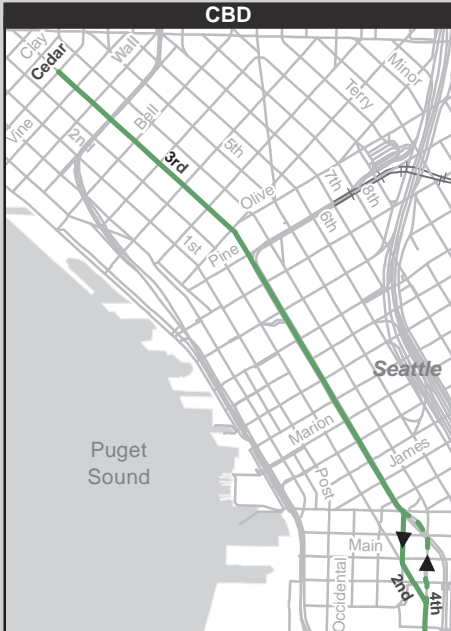 CBD
Clay
Cedar
Wall
Minor
Terry
Vine
2nd
Bell
3rd
5th
7th
8th
6th
Olive
1st
Pine
Seattle
Marion
James
Puget
Sound
Post
Main
Occidental
2nd
4th